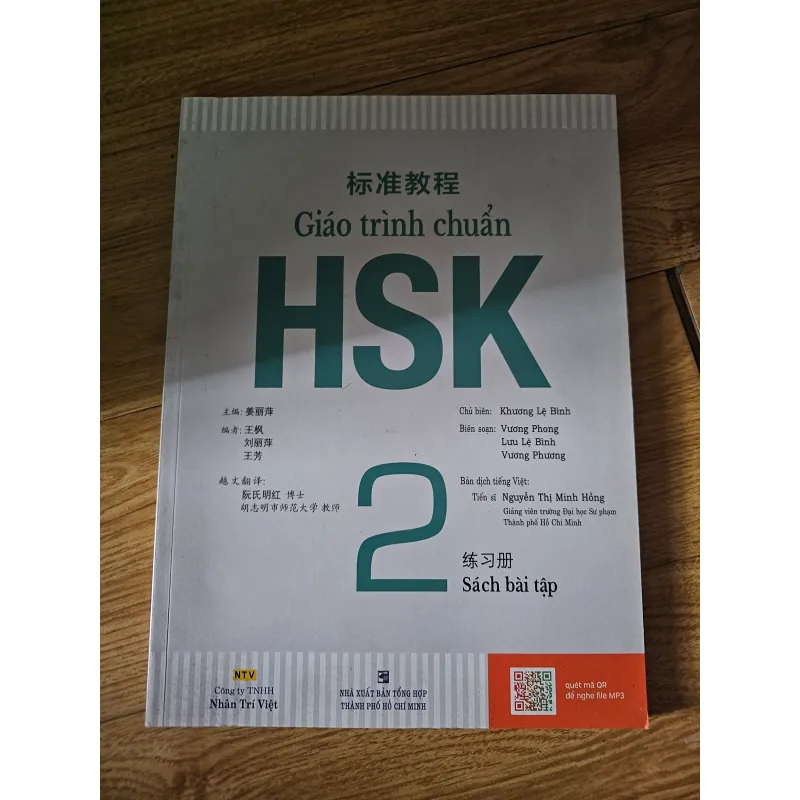 标准教程
Giáo trình chuẩn
HSK
主编: 姜丽萍
编者: 王枫
刘丽萍
王芳
越文翻译:
阮氏明红 博士
胡志明市师范大学 教师
Chủ biên: Khương Lệ Bình
Biên soạn: Vương Phong
Lưu Lệ Bình
Vương Phương
Bản dịch tiếng Việt:
Tiến sĩ Nguyễn Thị Minh Hồng
Giảng viên trường Đại học Sư phạm
Thành phố Hồ Chí Minh
2
练习册
Sách bài tập
NTV
Công ty TNHH
Nhân Trí Việt
NHÀ XUẤT BẢN TỔNG HỢP
THÀNH PHỐ HỒ CHÍ MINH
quét mã QR
để nghe file MP3